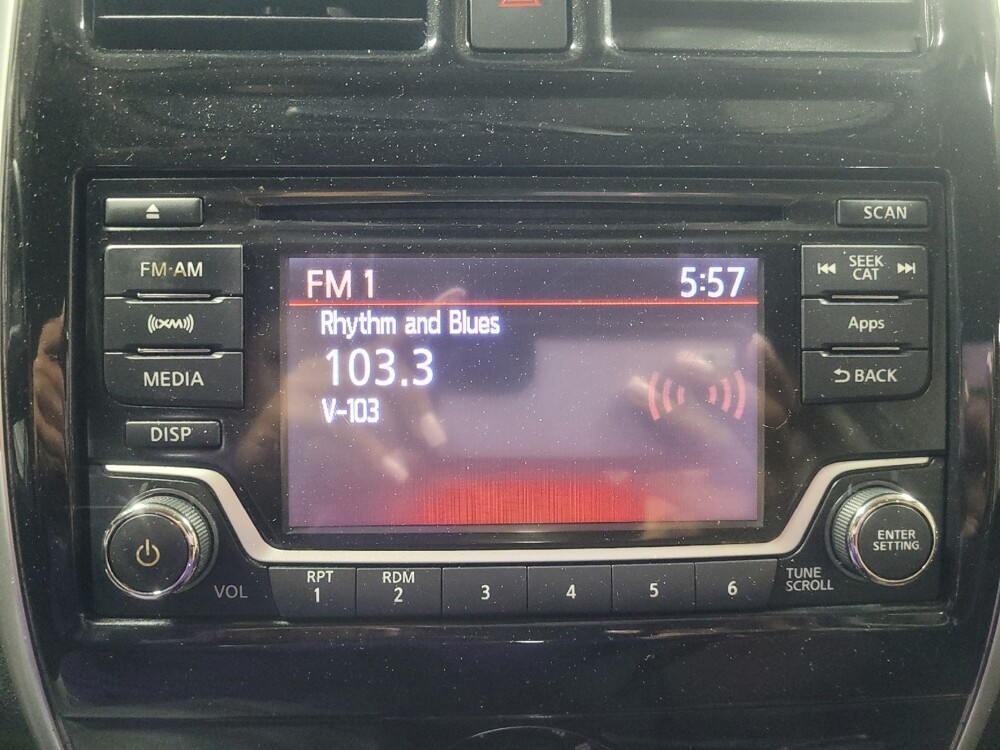 SCAN
FM·AM
SEEK
CAT
XM
Apps
MEDIA
BACK
DISP
FM 1 5:57
Rhythm and Blues
103.3
V-103
VOL
RPT
1
RDM
2
3
4
5
6
TUNE
SCROLL
ENTER
SETTING